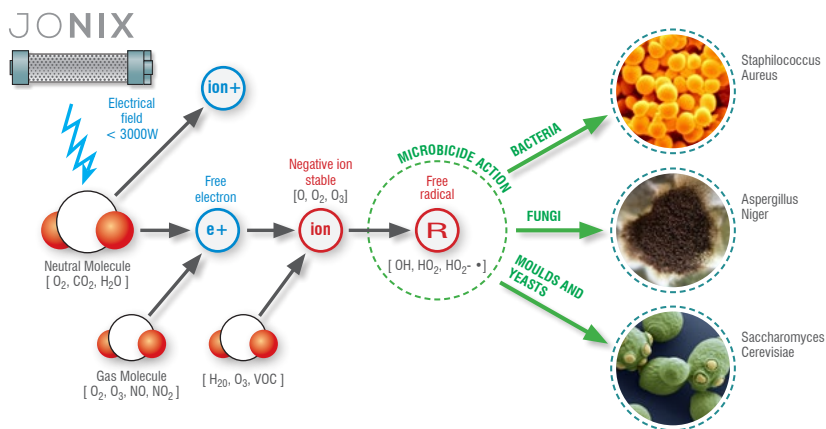 JONIX
Electrical
field
< 3000W
ion+
Neutral Molecule
[ O₂, CO₂, H₂O ]
Free
electron
e+
Gas Molecule
[ O₂, O₃, NO, NO₂ ]
Negative ion
stable
[O, O₂, O₃]
ion
[ H₂₀, O₃, VOC ]
MICROBICIDE ACTION
Free
radical
R
[ OH, HO₂, HO₂- •]
BACTERIA
Staphilococcus
Aureus
FUNGI
Aspergillus
Niger
MOULDS AND
YEASTS
Saccharomyces
Cerevisiae